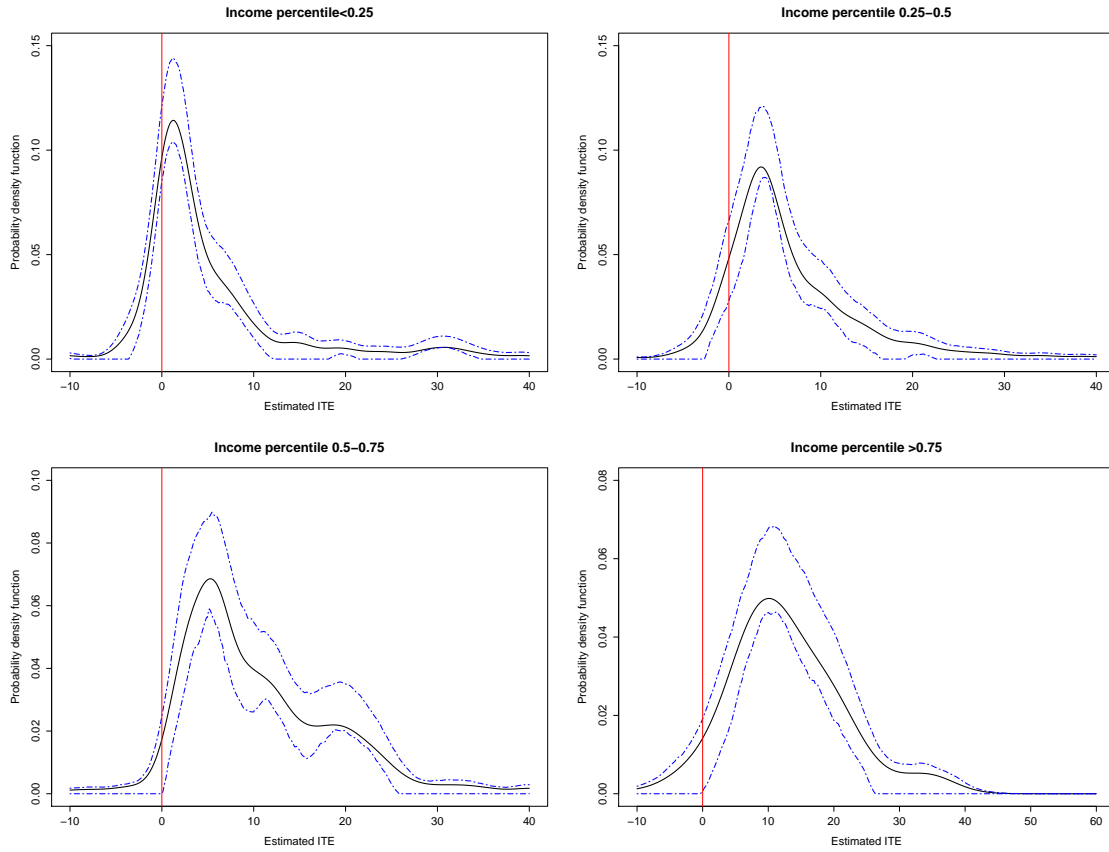 Income percentile<0.25
Probability density function
0.00 0.05 0.10 0.15
−10 0 10 20 30 40
Estimated ITE
Income percentile 0.25−0.5
Probability density function
0.00 0.05 0.10 0.15
−10 0 10 20 30 40
Estimated ITE
Income percentile 0.5−0.75
Probability density function
0.00 0.02 0.04 0.06 0.08 0.10
−10 0 10 20 30 40
Estimated ITE
Income percentile >0.75
Probability density function
0.00 0.02 0.04 0.06 0.08
−10 0 10 20 30 40 50 60
Estimated ITE